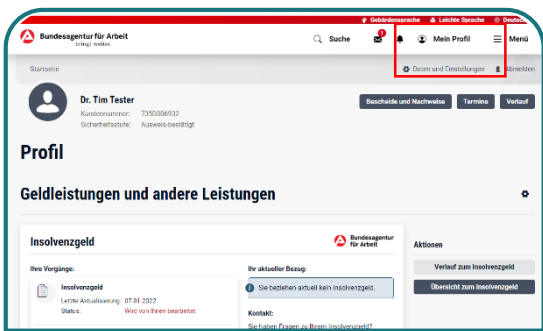 Gebärdensprache Leichte Sprache Deutsch
Bundesagentur für Arbeit
bringt weiter.
Suche Mein Profil Menü
Startseite Daten und Einstellungen Abmelden
Dr. Tim Tester
Kundennummer: 735D006932
Sicherheitsstufe: Ausweis-bestätigt
Bescheide und Nachweise Termine Verlauf
Profil
Geldleistungen und andere Leistungen
Insolvenzgeld
Bundesagentur
für Arbeit
Aktionen
Ihre Vorgänge:
Ihr aktueller Bezug:
Verlauf zum Insolvenzgeld
Insolvenzgeld
Sie beziehen aktuell kein Insolvenzgeld.
Übersicht zum Insolvenzgeld
Letzte Aktualisierung: 07.01.2022
Status: Wird von Ihnen bearbeitet
Kontakt:
Sie haben Fragen zu Ihrem Insolvenzgeld?